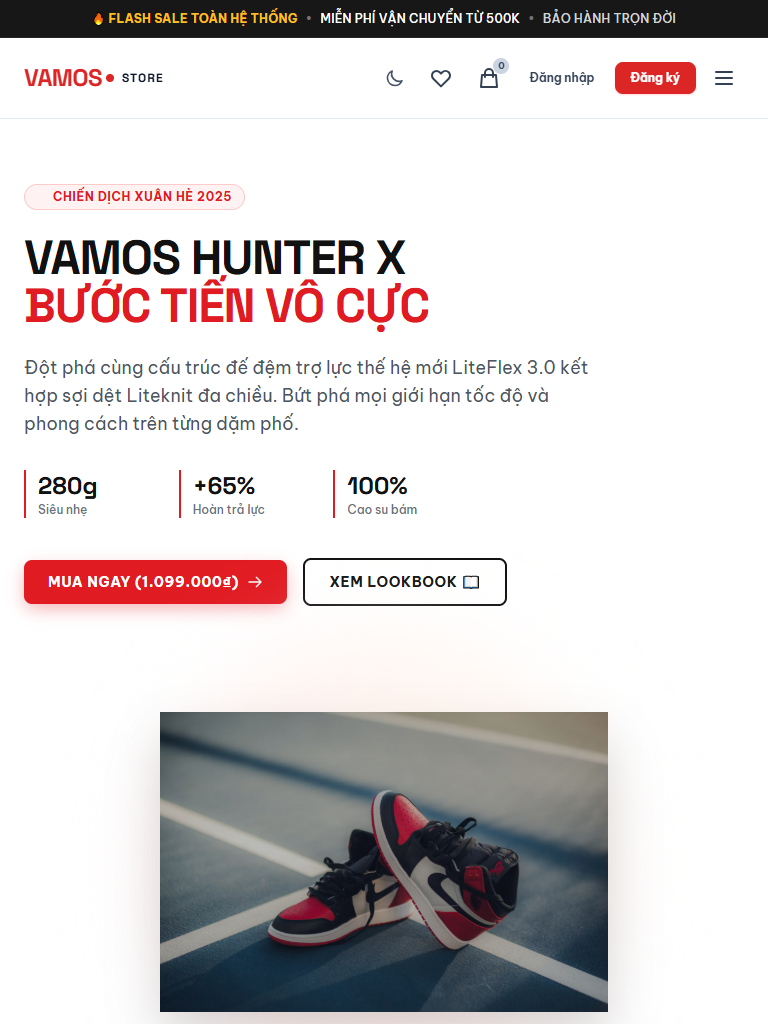 🔥 FLASH SALE TOÀN HỆ THỐNG • MIỄN PHÍ VẬN CHUYỂN TỪ 500K • BẢO HÀNH TRỌN ĐỜI
VAMOS STORE
0
Đăng nhập
Đăng ký
CHIẾN DỊCH XUÂN HÈ 2025
VAMOS HUNTER X
BƯỚC TIẾN VÔ CỰC
Đột phá cùng cấu trúc đế đệm trợ lực thế hệ mới LiteFlex 3.0 kết
hợp sợi dệt Liteknit đa chiều. Bứt phá mọi giới hạn tốc độ và
phong cách trên từng dặm phố.
280g
Siêu nhẹ
+65%
Hoàn trả lực
100%
Cao su bám
MUA NGAY (1.099.000₫) →
XEM LOOKBOOK 📖